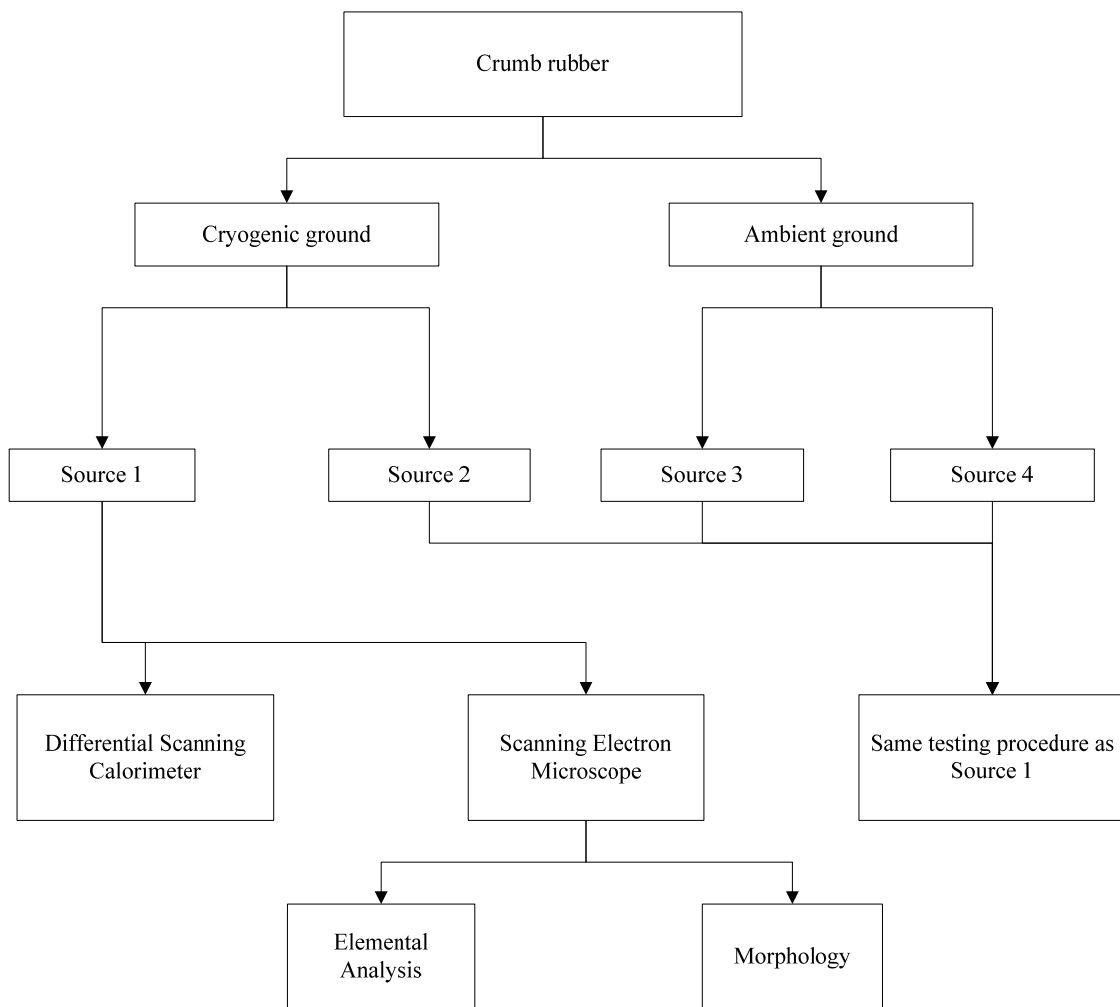 Crumb rubber
Cryogenic ground
Ambient ground
Source 1
Source 2
Source 3
Source 4
Differential Scanning
Calorimeter
Scanning Electron
Microscope
Same testing procedure as
Source 1
Elemental
Analysis
Morphology